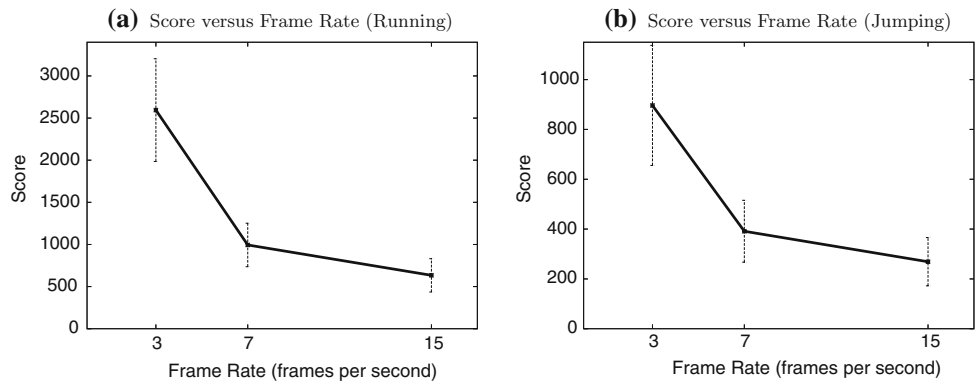 (a) Score versus Frame Rate (Running)
3000
2500
2000
1500
1000
500
0
Score
3 7 15
Frame Rate (frames per second)
(b) Score versus Frame Rate (Jumping)
1000
800
600
400
200
0
Score
3 7 15
Frame Rate (frames per second)